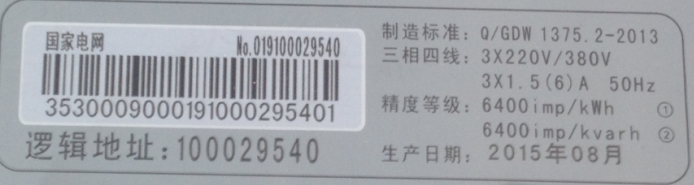 国家电网 No.019100029540
3530009000191000295401
逻辑地址:100029540
制造标准: Q/GDW 1375.2-2013
三相四线: 3X220V/380V
3X1.5(6)A 50Hz
精度等级: 6400imp/kWh ①
6400imp/kvarh ②
生产日期: 2015年08月